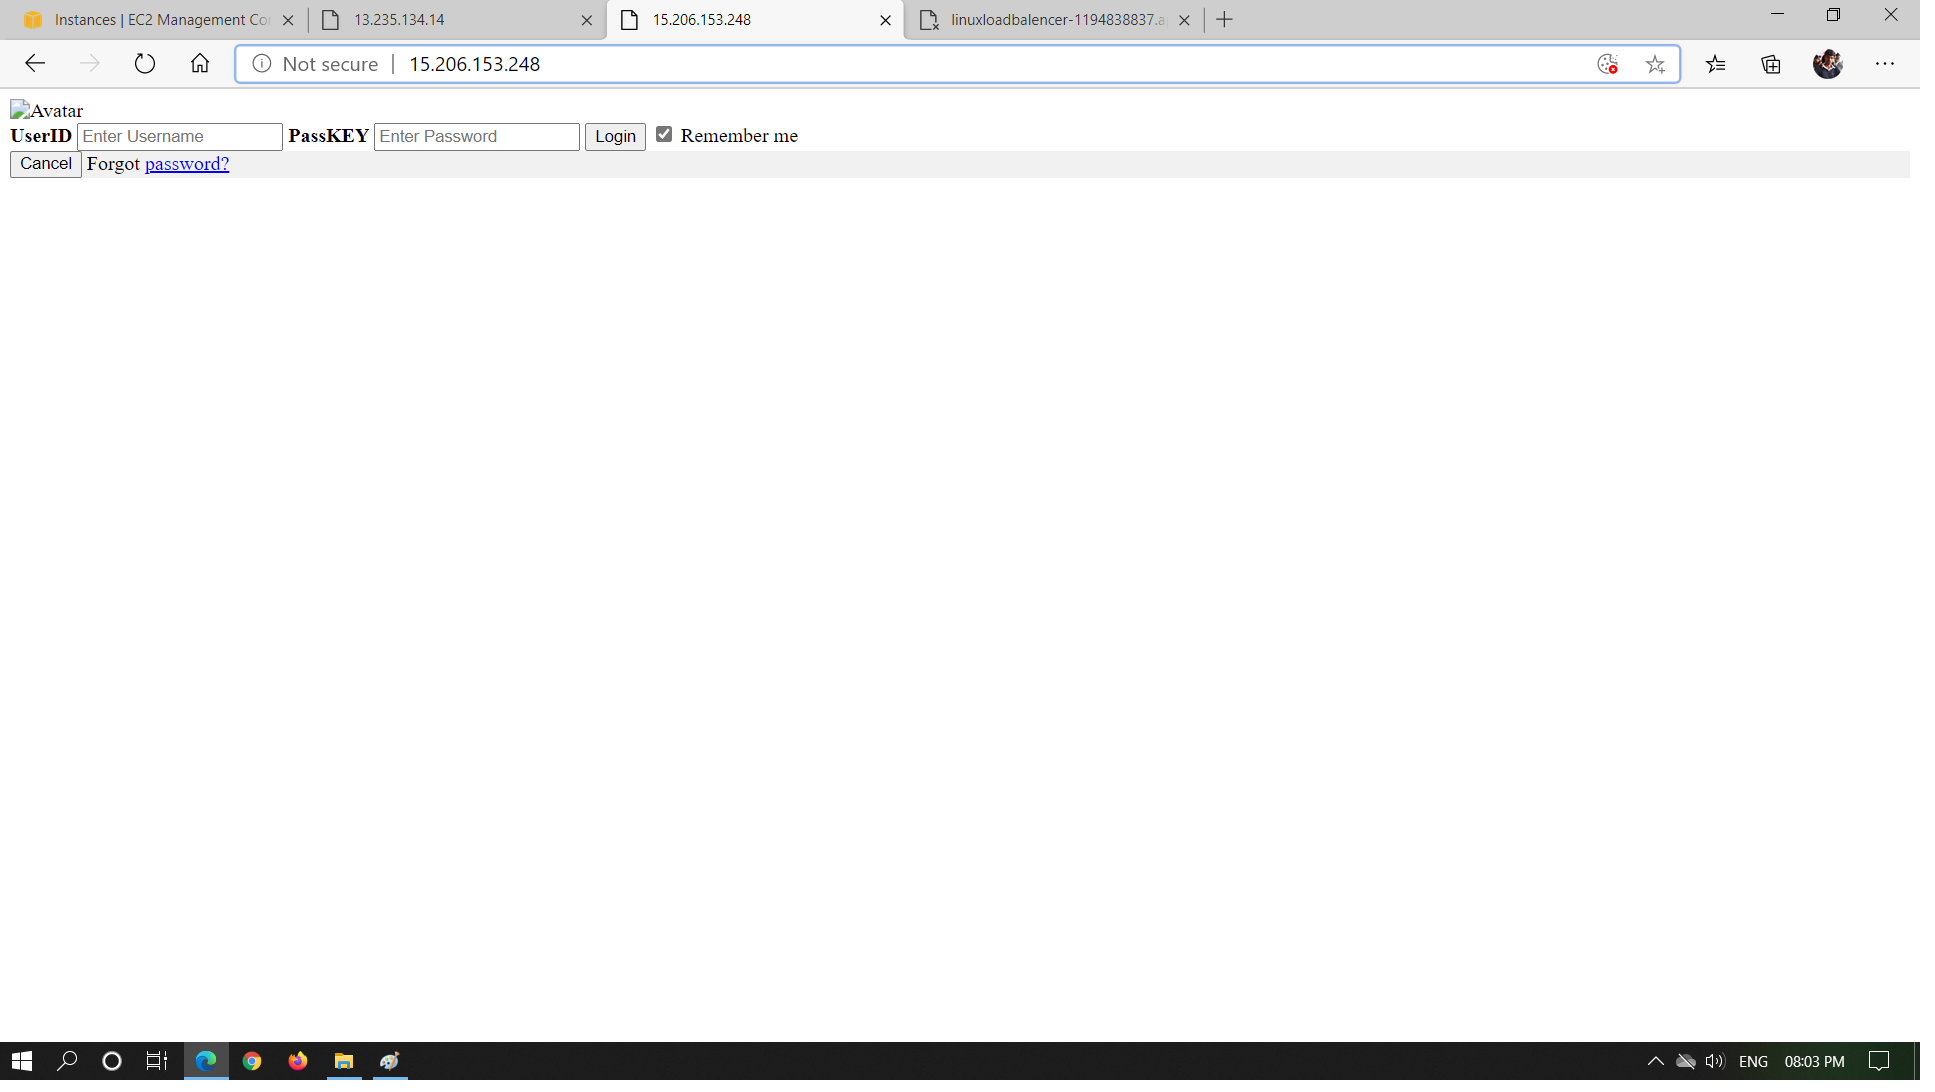 Instances | EC2 Management Co
13.235.134.14
15.206.153.248
linuxloadbalencer-1194838837.a
Not secure | 15.206.153.248
Avatar
UserID Enter Username PassKEY Enter Password Login Remember me
Cancel Forgot password?
ENG 08:03 PM